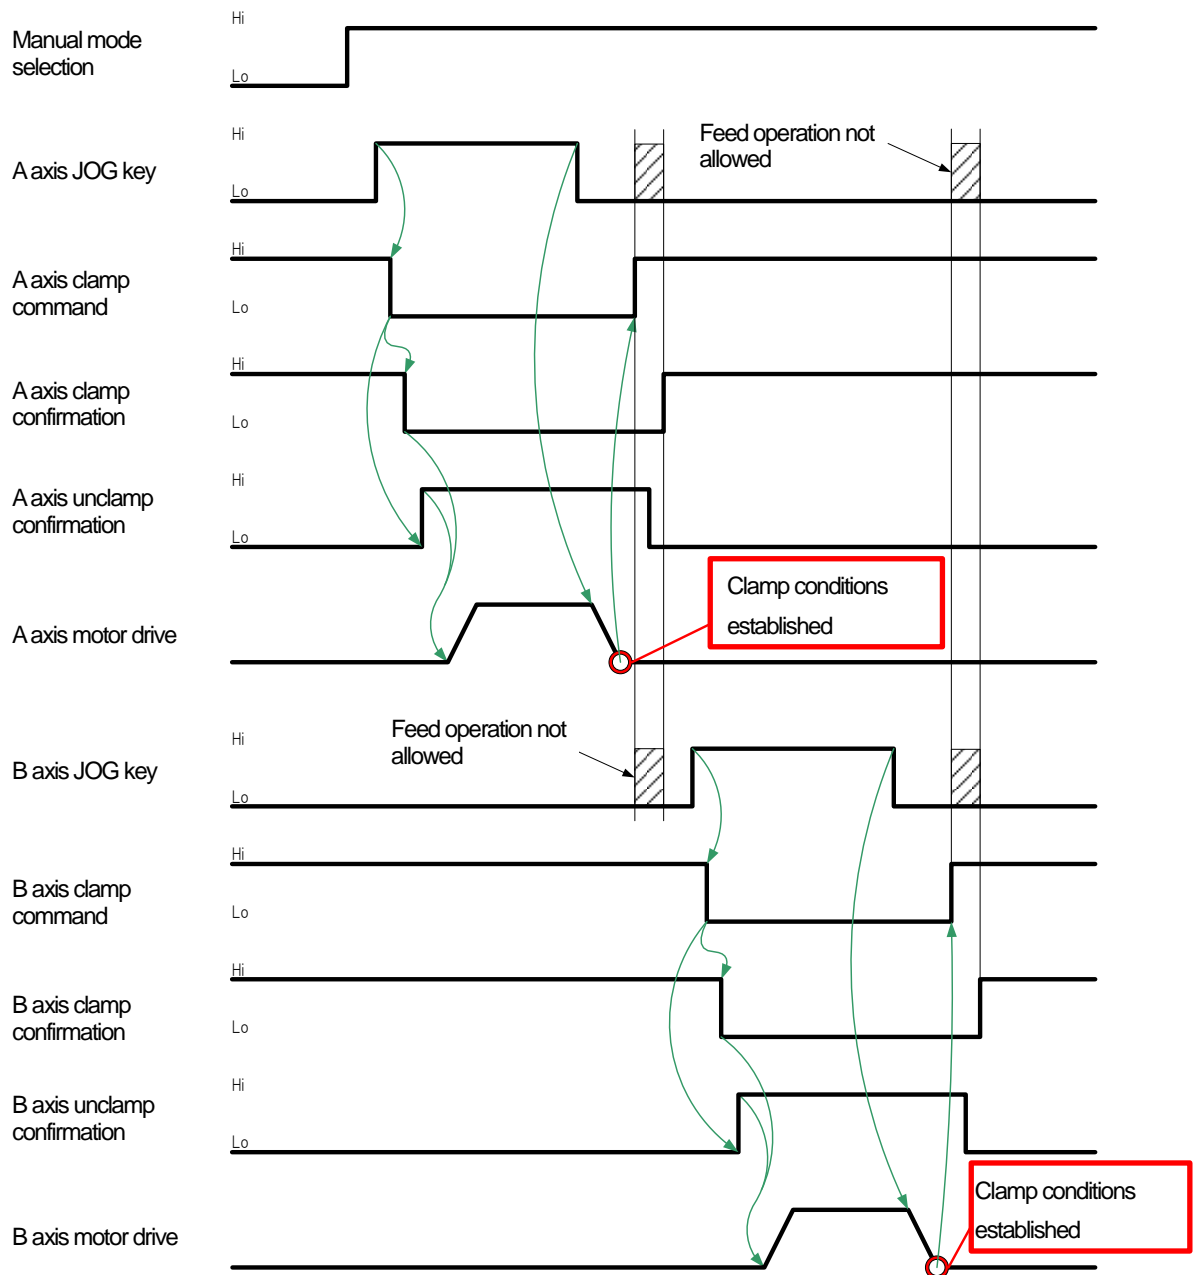 Hi
Manual mode
selection
Lo
Hi
Feed operation not
allowed
A axis JOG key
Lo
Hi
A axis clamp
command
Lo
Hi
A axis clamp
confirmation
Lo
Hi
A axis unclamp
confirmation
Lo
Clamp conditions
established
A axis motor drive
Feed operation not
allowed
Hi
B axis JOG key
Lo
Hi
B axis clamp
command
Lo
Hi
B axis clamp
confirmation
Lo
Hi
B axis unclamp
confirmation
Lo
Clamp conditions
established
B axis motor drive